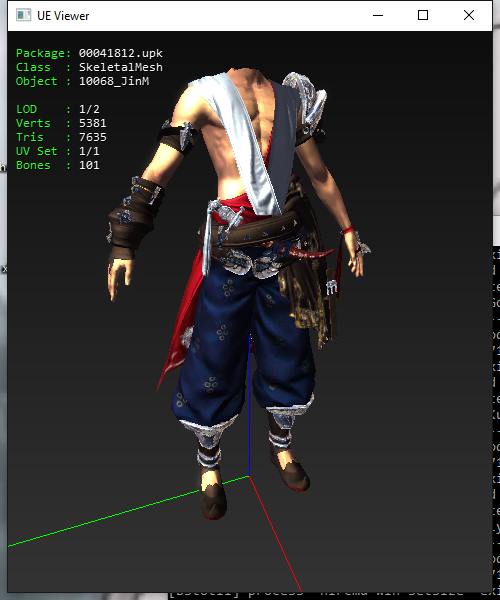 UE Viewer
Package: 00041812.upk
Class : SkeletalMesh
Object : 10068_JinM
LOD : 1/2
Verts : 5381
Tris : 7635
UV Set : 1/1
Bones : 101